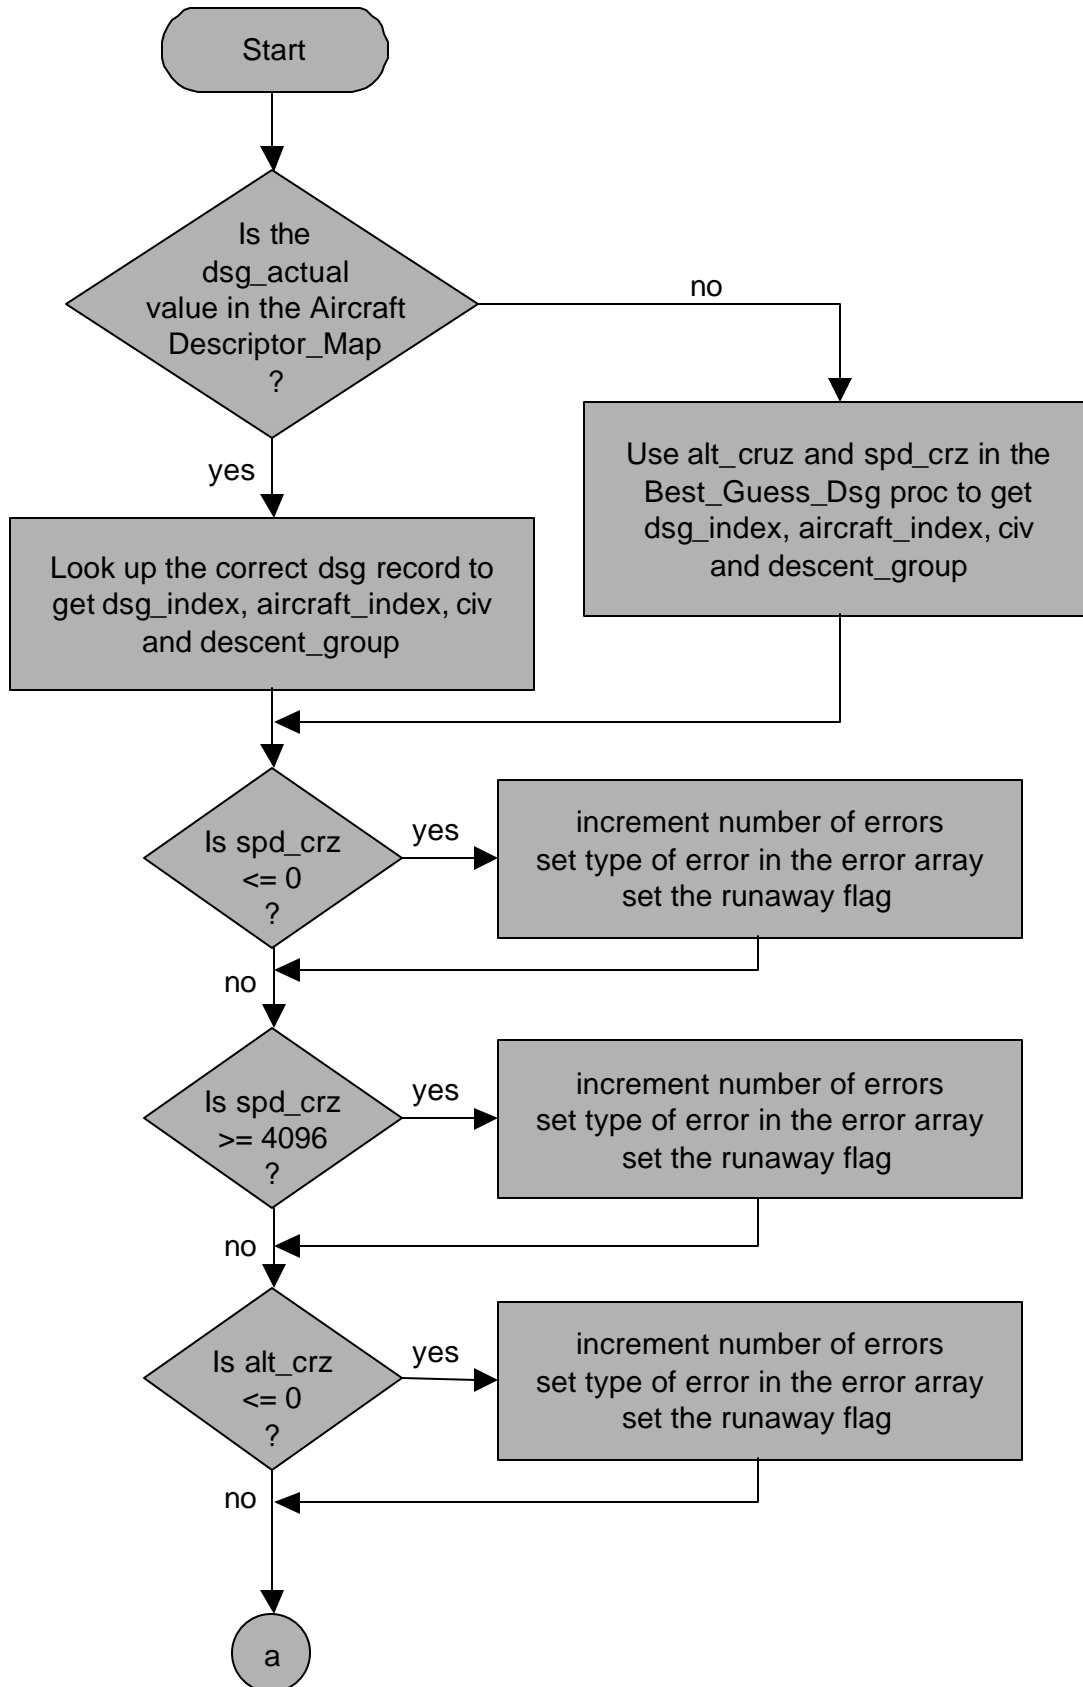 Start
Is the
dsg_actual
value in the Aircraft
Descriptor_Map
?
no
yes
Use alt_cruz and spd_crz in the
Best_Guess_Dsg proc to get
dsg_index, aircraft_index, civ
and descent_group
Look up the correct dsg record to
get dsg_index, aircraft_index, civ
and descent_group
Is spd_crz
<= 0
?
yes
increment number of errors
set type of error in the error array
set the runaway flag
no
Is spd_crz
>= 4096
?
yes
increment number of errors
set type of error in the error array
set the runaway flag
no
Is alt_crz
<= 0
?
yes
increment number of errors
set type of error in the error array
set the runaway flag
no
a